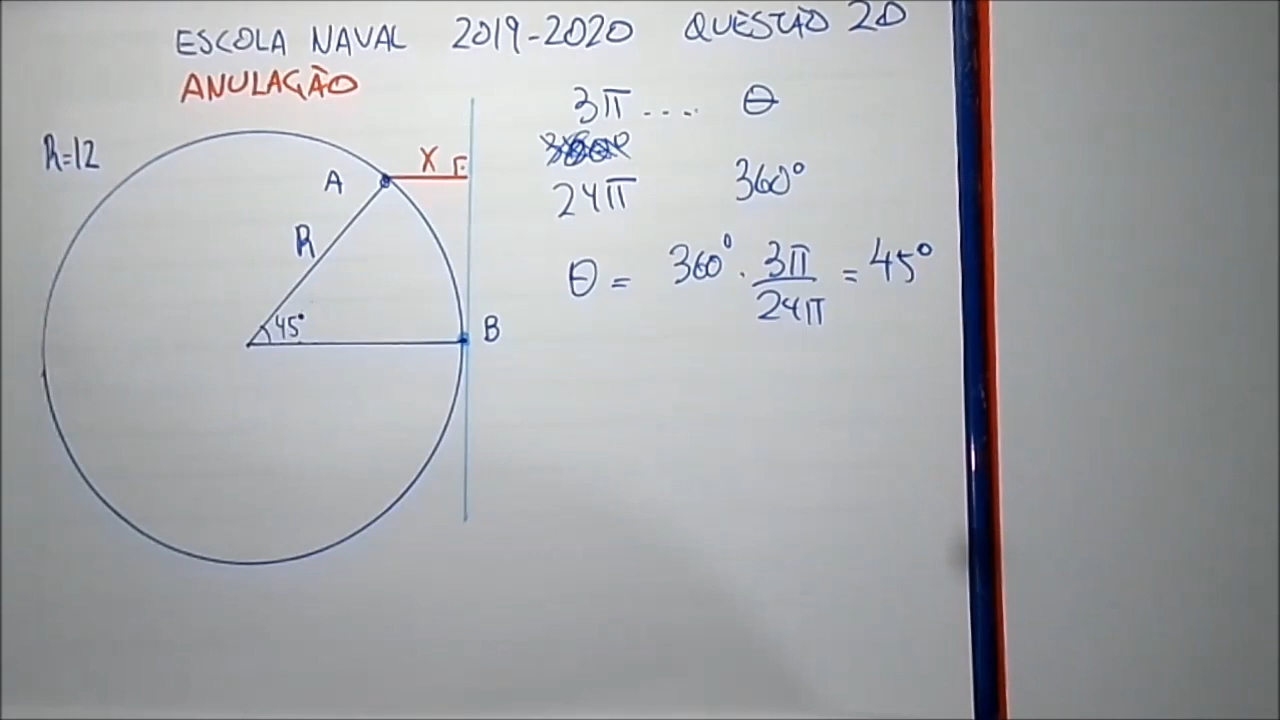 ESCOLA NAVAL 2019-2020 QUESTÃO 20
ANULAÇÃO
R=12
A
X
R
45°
B
3π .... θ
24π 360°
θ = 360° · 3π/24π = 45°